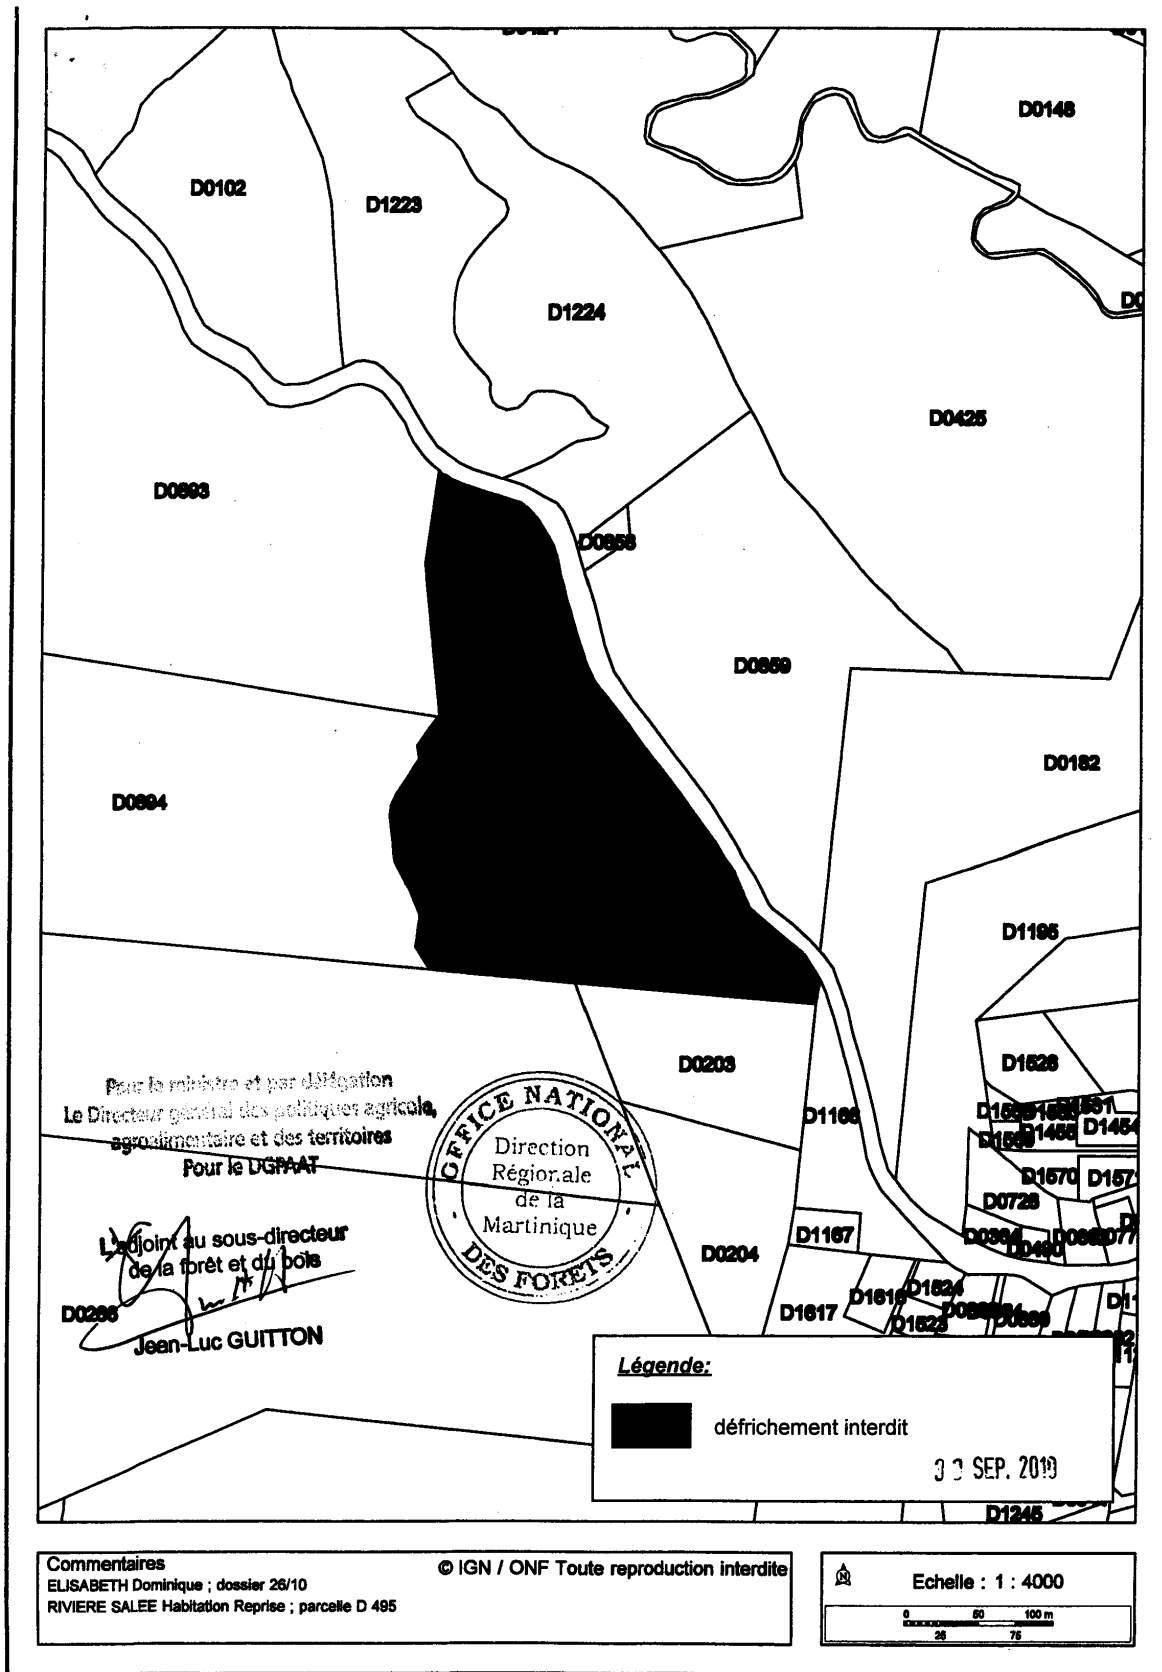 D0148
D0102
D1223
D1224
D0425
D0893
D0858
D0859
D0182
D0894
D1195
D1528
D0203
D1166
D1454
D1570
D0728
D1167
D0204
D1616
D1524
D1617
D1523
D1245
Pour le ministre et par délégation
Le Directeur général des politiques agricole,
agroalimentaire et des territoires
Pour le DGPAAT
L'adjoint au sous-directeur
de la forêt et du bois
Jean-Luc GUITTON
OFFICE NATIONAL
DES FORETS
Direction
Régionale
de la
Martinique
Légende:
défrichement interdit
SEP. 2010
Commentaires
© IGN / ONF Toute reproduction interdite
ELISABETH Dominique ; dossier 26/10
RIVIERE SALEE Habitation Reprise ; parcelle D 495
N
Echelle : 1 : 4000
0 50 100 m
25 75